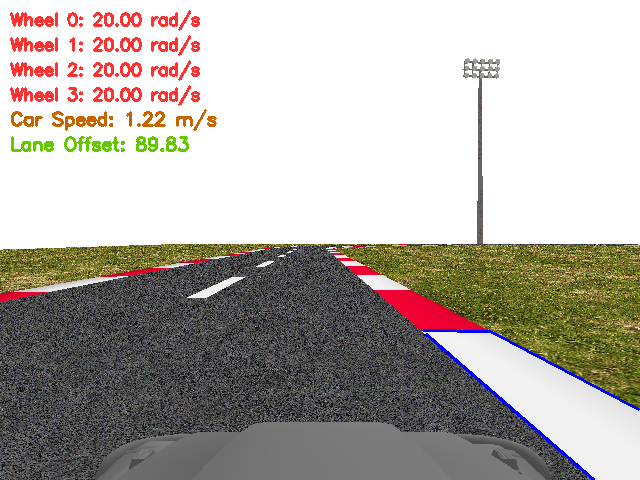 Wheel 0: 20.00 rad/s
Wheel 1: 20.00 rad/s
Wheel 2: 20.00 rad/s
Wheel 3: 20.00 rad/s
Car Speed: 1.22 m/s
Lane Offset: 89.83